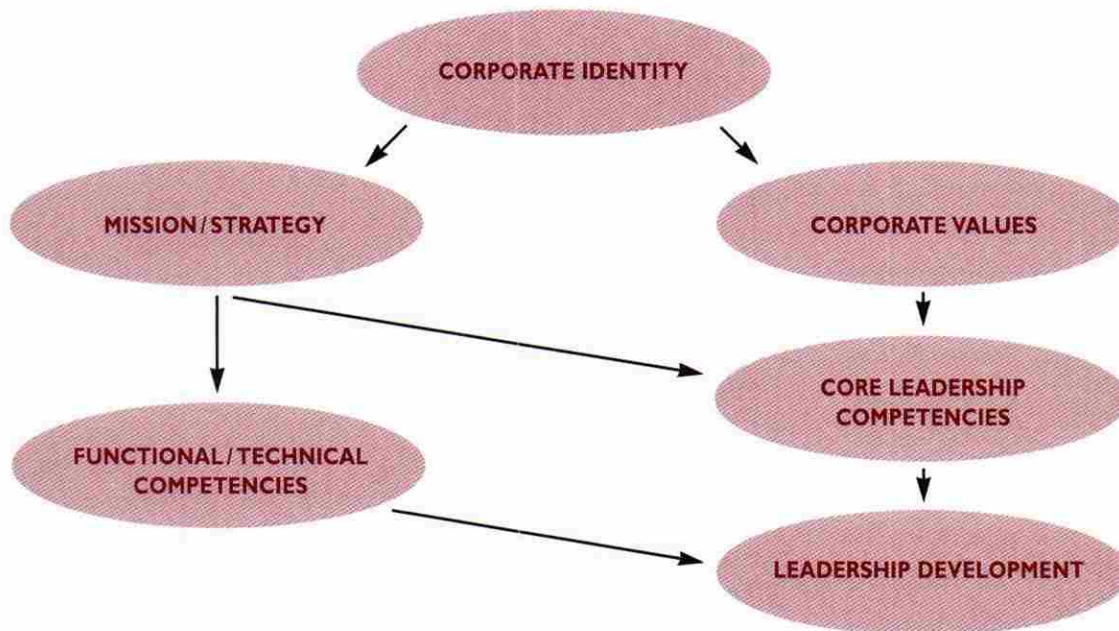 CORPORATE IDENTITY
MISSION / STRATEGY
CORPORATE VALUES
CORE LEADERSHIP
COMPETENCIES
FUNCTIONAL / TECHNICAL
COMPETENCIES
LEADERSHIP DEVELOPMENT